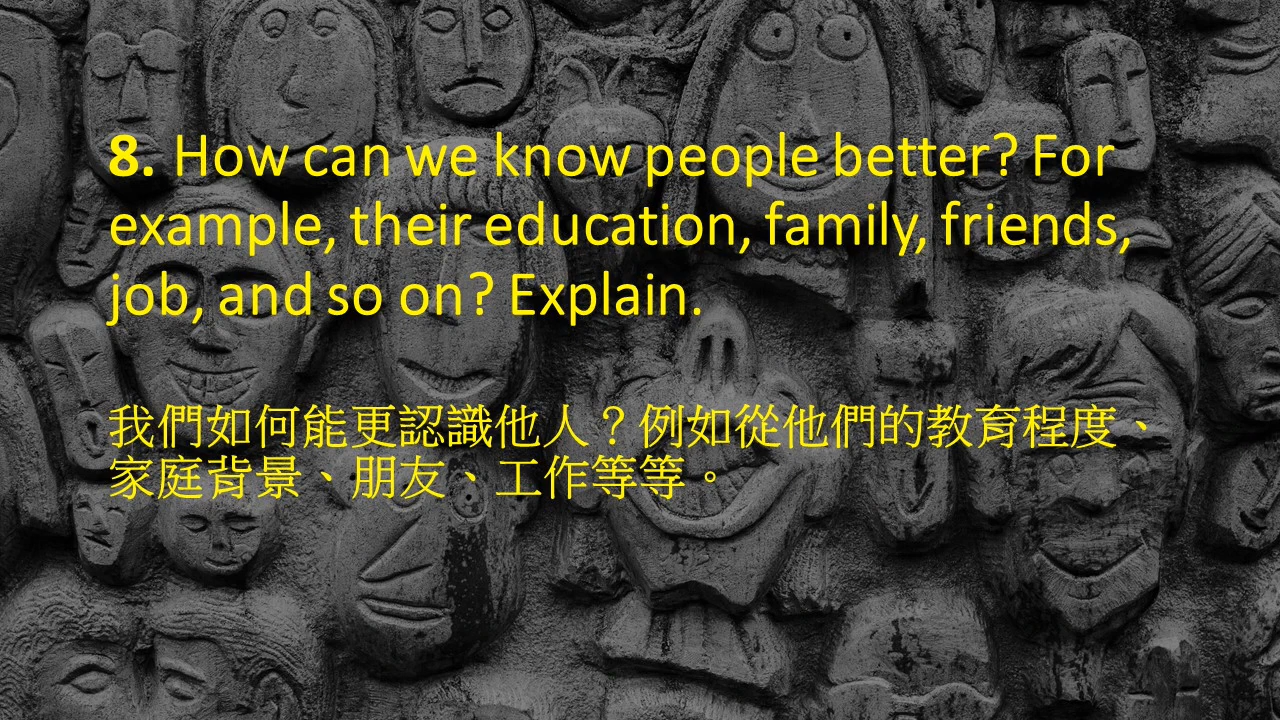 8. How can we know people better? For
example, their education, family, friends,
job, and so on? Explain.
我們如何能更認識他人？例如從他們的教育程度、
家庭背景、朋友、工作等等。